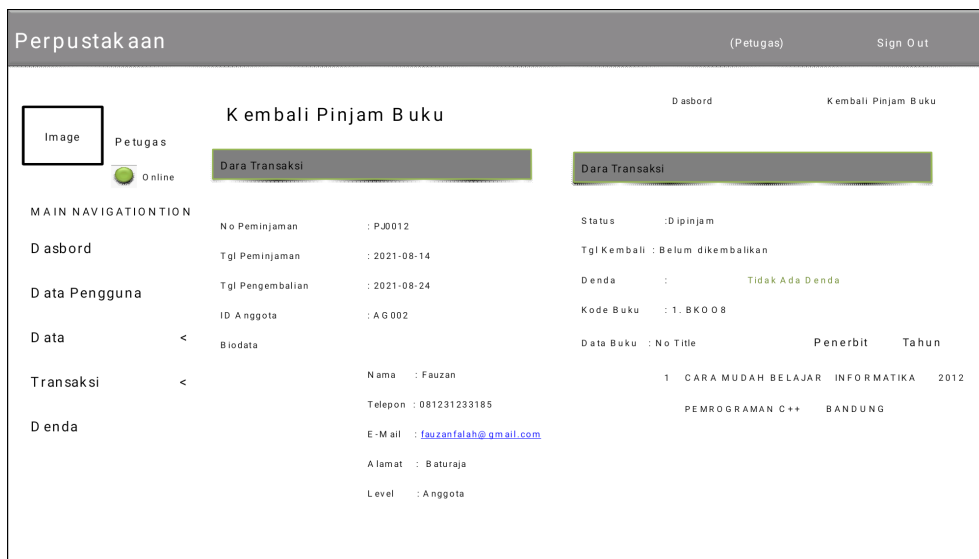 Perpustakaan (Petugas) Sign Out
Image
Petugas
Online
MAIN NAVIGATIONTION
Dasbord
Data Pengguna
Data <
Transaksi <
Denda
Kembali Pinjam Buku
Dasbord Kembali Pinjam Buku
Dara Transaksi
No Peminjaman : PJ0012
Tgl Peminjaman : 2021-08-14
Tgl Pengembalian : 2021-08-24
ID Anggota : AG002
Biodata
Nama : Fauzan
Telepon : 081231233185
E-Mail : fauzanfalah@gmail.com
Alamat : Baturaja
Level : Anggota
Dara Transaksi
Status :Dipinjam
Tgl Kembali : Belum dikembalikan
Denda : Tidak Ada Denda
Kode Buku : 1. BKOO8
Data Buku : No Title Penerbit Tahun
1 CARA MUDAH BELAJAR INFORMATIKA 2012
PEMROGRAMAN C++ BANDUNG